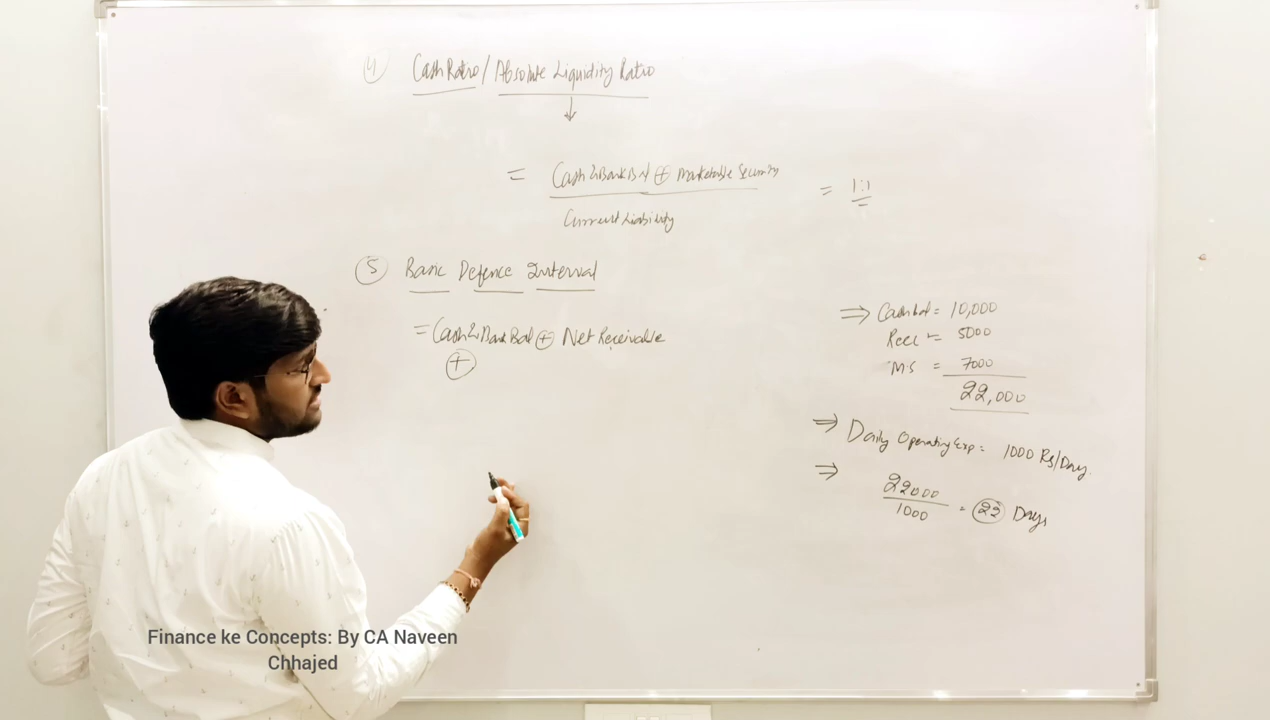 4 Cash Ratio / Absolute Liquidity Ratio
↓
= Cash & Bank Bal + Marketable Security
Current Liability
= 1:1
5 Basic Defence Interval
= Cash & Bank Bal + Net Receivable
+
⇒ Cash bal = 10,000
Rece = 5000
M.S = 7000
22,000
⇒ Daily Operating Exp = 1000 Rs/Day.
⇒ 22000
1000
= 22 Days
Finance ke Concepts: By CA Naveen
Chhajed